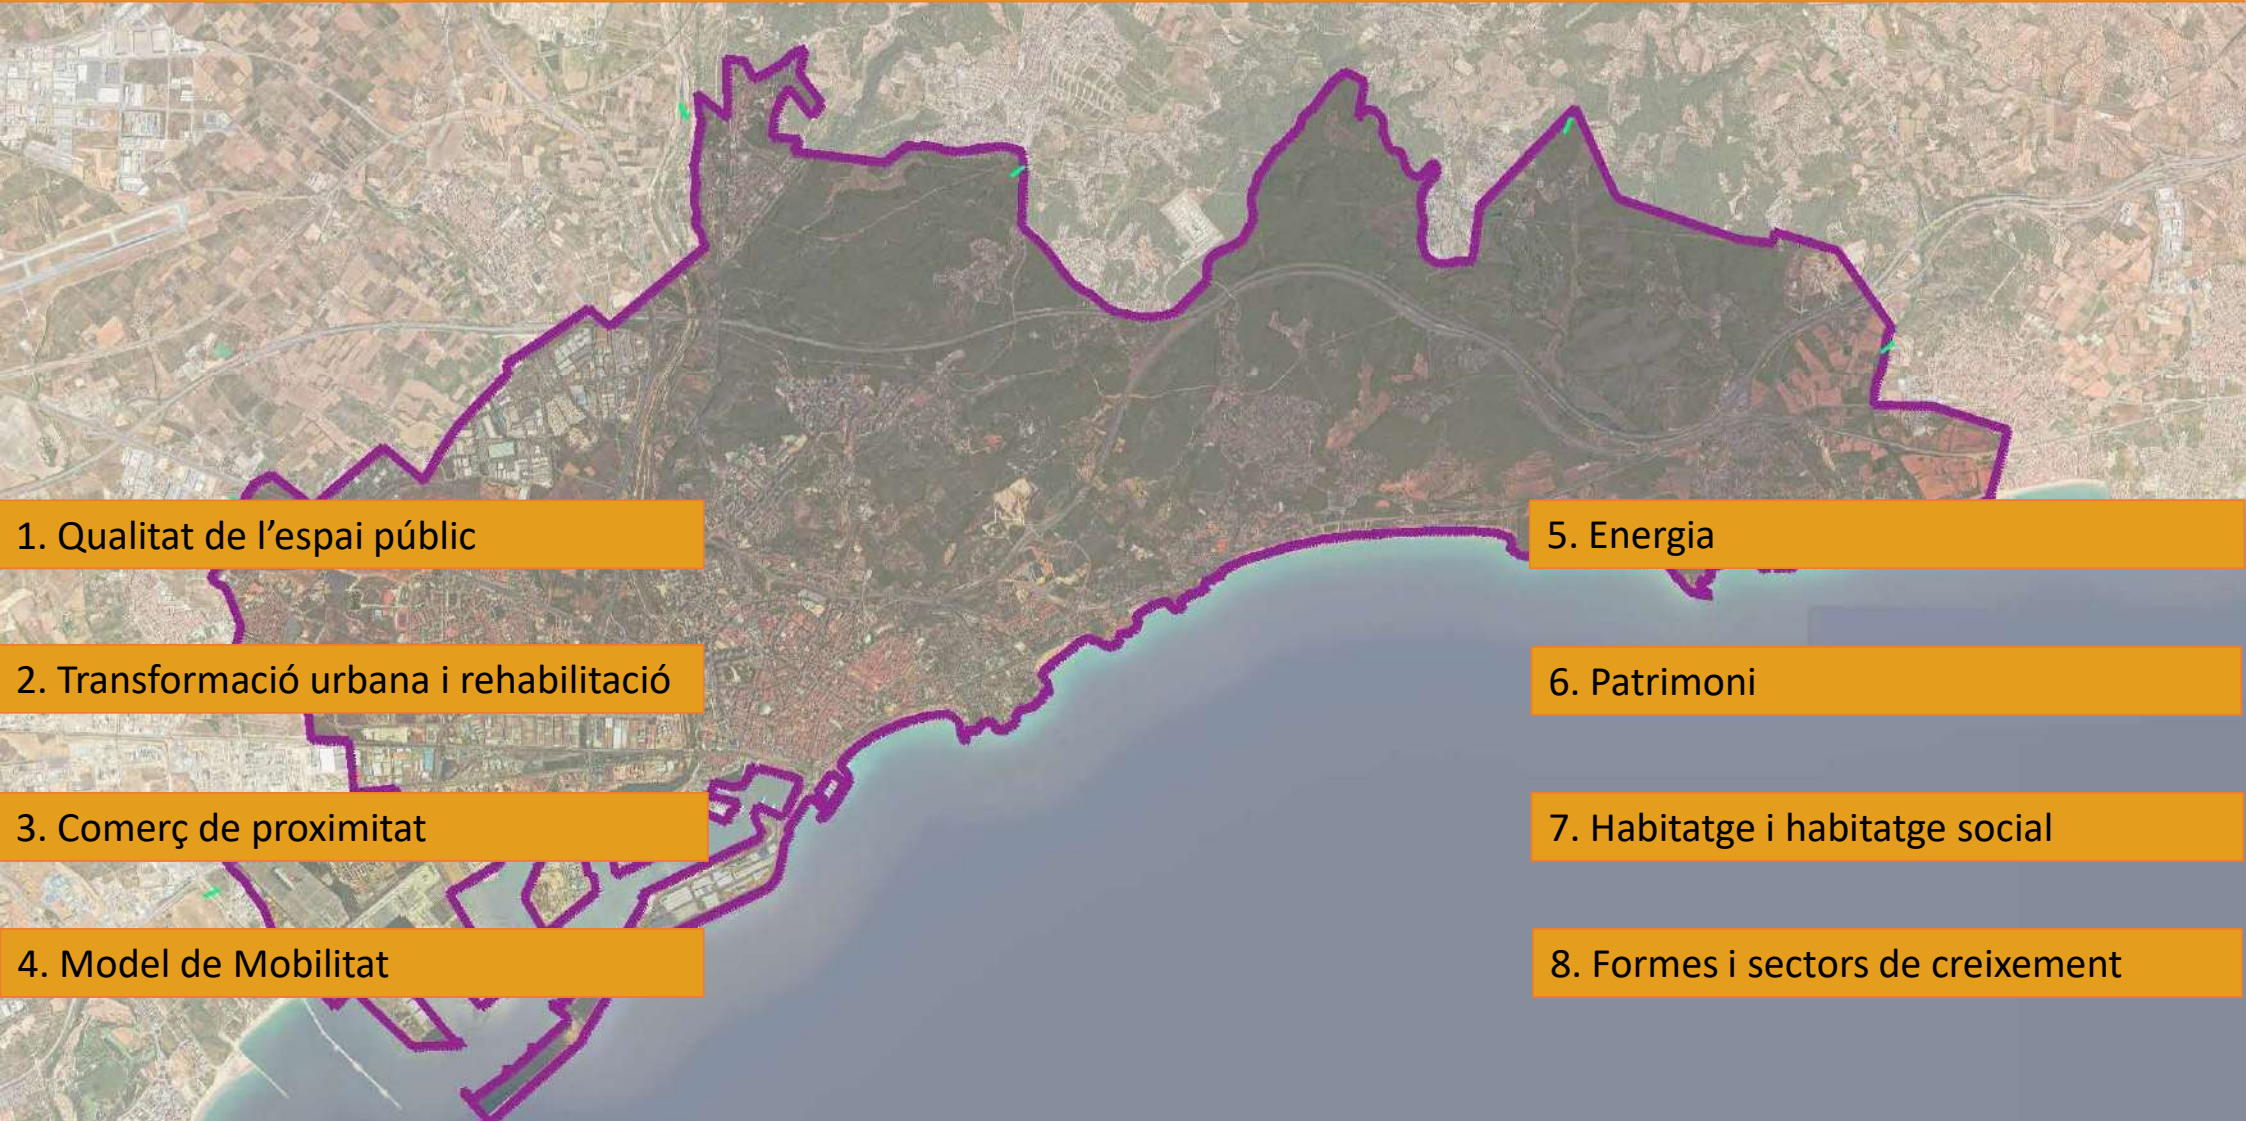 1. Qualitat de l’espai públic
2. Transformació urbana i rehabilitació
3. Comerç de proximitat
4. Model de Mobilitat
5. Energia
6. Patrimoni
7. Habitatge i habitatge social
8. Formes i sectors de creixement